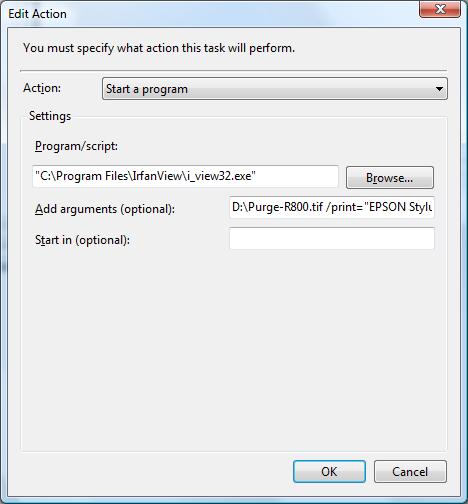 Edit Action
You must specify what action this task will perform.
Action: Start a program
Settings
Program/script:
"C:\Program Files\IrfanView\i_view32.exe" Browse...
Add arguments (optional): D:\Purge-R800.tif /print="EPSON Stylu
Start in (optional):
OK Cancel